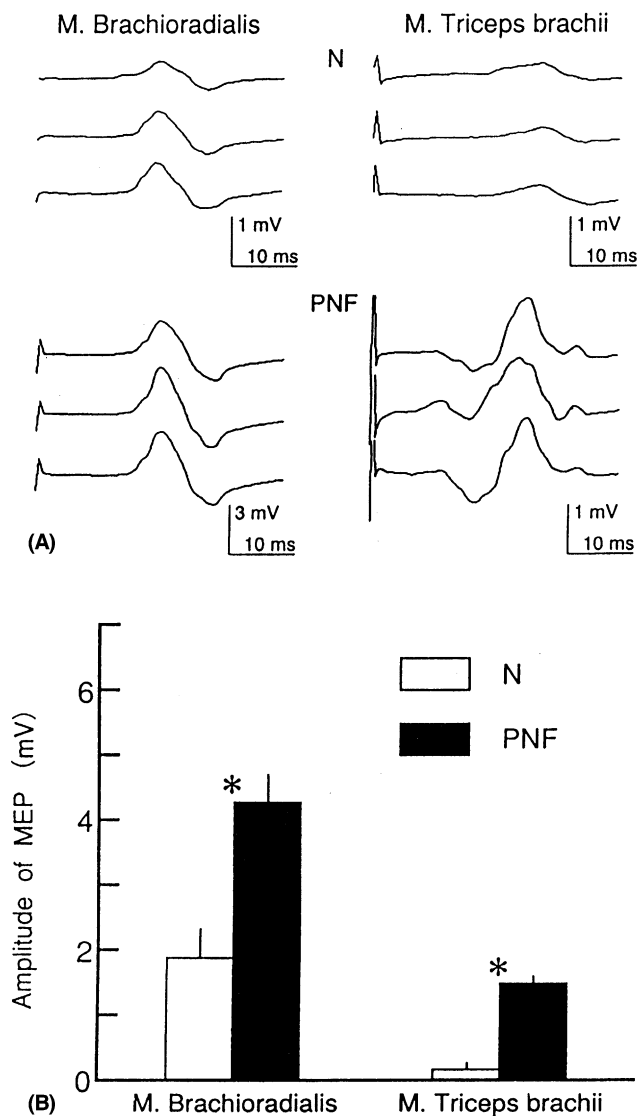 M. Brachioradialis
M. Triceps brachii
N
1 mV
10 ms
1 mV
10 ms
PNF
3 mV
10 ms
1 mV
10 ms
(A)
Amplitude of MEP (mV)
6
4
2
0
N
PNF
*
*
M. Brachioradialis
M. Triceps brachii
(B)